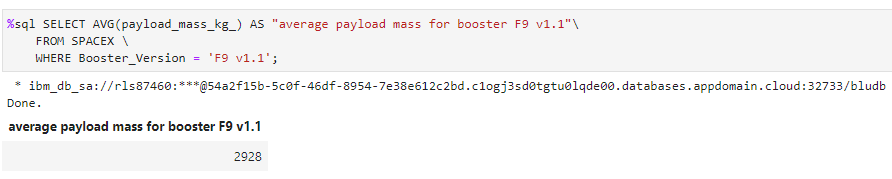 %sql SELECT AVG(payload_mass_kg_) AS "average payload mass for booster F9 v1.1"\
FROM SPACEX \
WHERE Booster_Version = 'F9 v1.1';
* ibm_db_sa://rls87460:***@54a2f15b-5c0f-46df-8954-7e38e612c2bd.c1ogj3sd0tgtu0lqde00.databases.appdomain.cloud:32733/bludb
Done.
average payload mass for booster F9 v1.1
2928